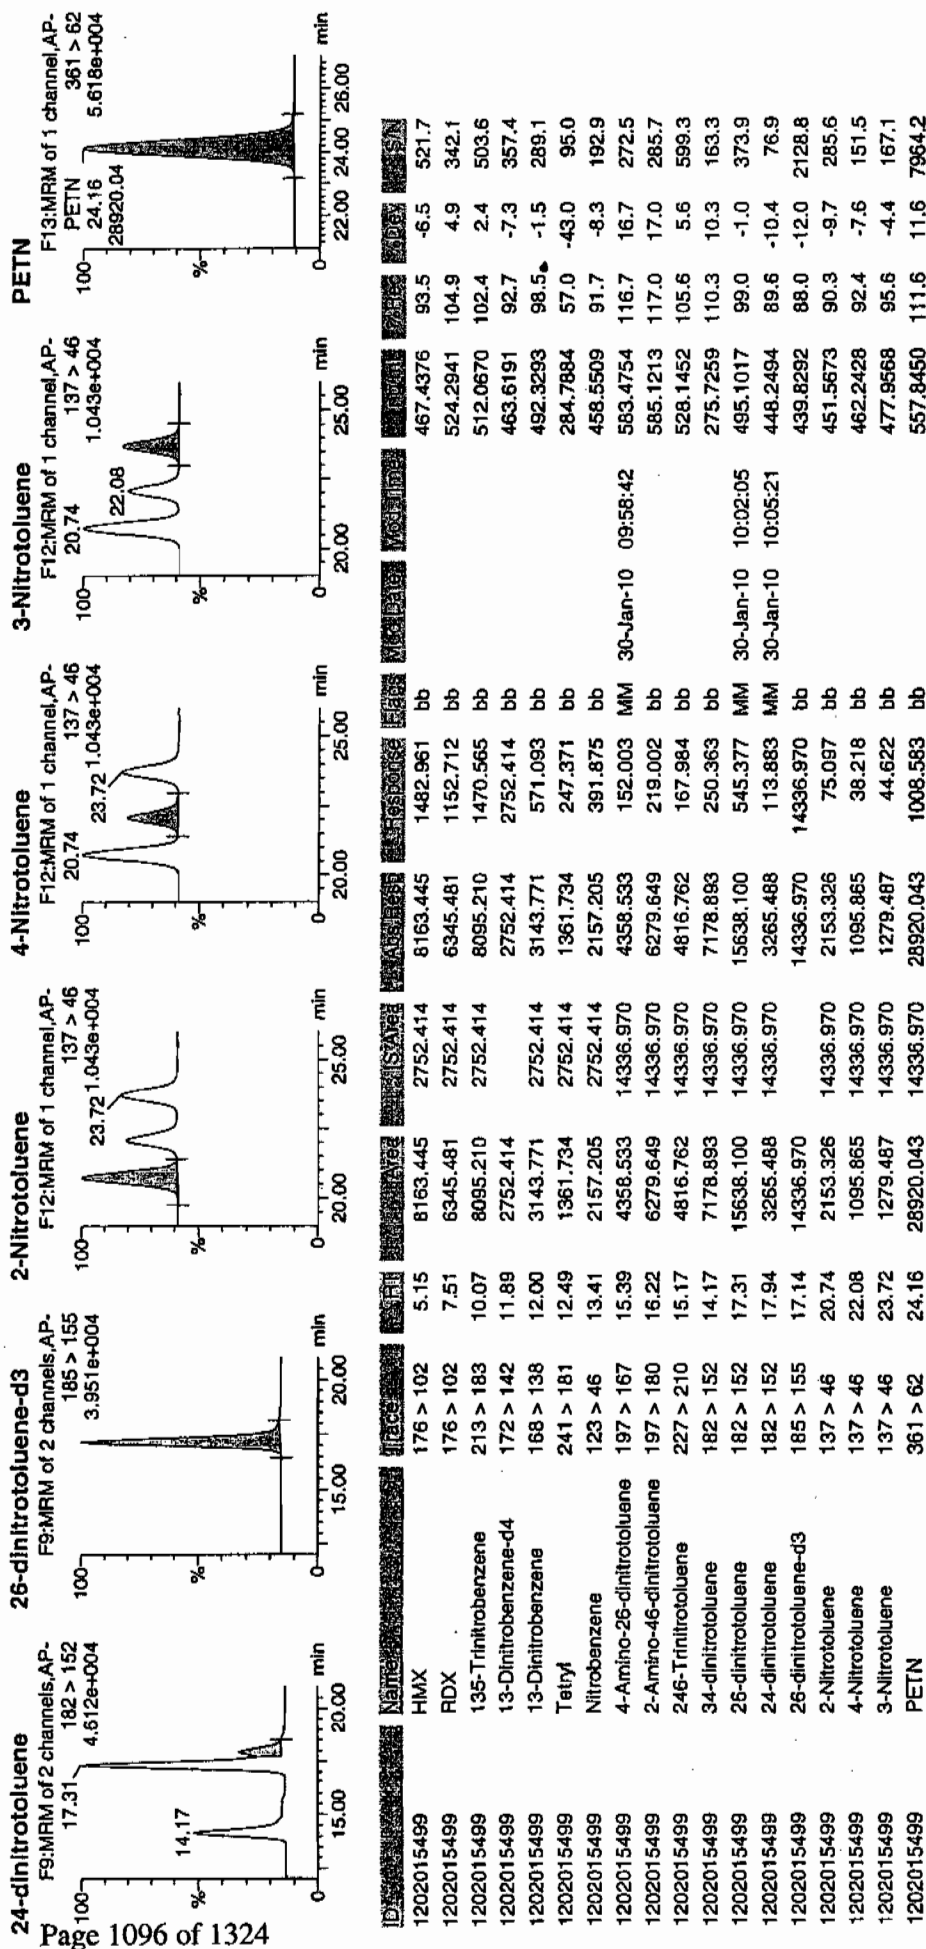 24-dinitrotoluene
F9:MRM of 2 channels,AP-
182 > 152
4.612e+004
17.31
14.17
100
%
0
15.00 20.00 min
26-dinitrotoluene-d3
F9:MRM of 2 channels,AP-
185 > 155
3.951e+004
100
%
0
15.00 20.00 min
2-Nitrotoluene
F12:MRM of 1 channel,AP-
137 > 46
23.72 1.043e+004
100
%
0
20.00 25.00 min
4-Nitrotoluene
F12:MRM of 1 channel,AP-
20.74 137 > 46
23.72 1.043e+004
100
%
0
20.00 25.00 min
3-Nitrotoluene
F12:MRM of 1 channel,AP-
20.74 137 > 46
1.043e+004
22.08
100
%
0
20.00 25.00 min
PETN
F13:MRM of 1 channel,AP-
PETN 361 > 62
24.16 5.618e+004
28920.04
100
%
0
22.00 24.00 26.00 min
ID Name Trace RT Area IS Area Abs.Resp Response Flags Mod.Date Mod.Time %Rec %Dev S/N
1202015499 HMX 176 > 102 5.15 8163.445 2752.414 8163.445 1482.961 bb 467.4376 93.5 -6.5 521.7
1202015499 RDX 176 > 102 7.51 6345.481 2752.414 6345.481 1152.712 bb 524.2941 104.9 4.9 342.1
1202015499 135-Trinitrobenzene 213 > 183 10.07 8095.210 2752.414 8095.210 1470.565 bb 512.0670 102.4 2.4 503.6
1202015499 13-Dinitrobenzene-d4 172 > 142 11.89 2752.414 2752.414 2752.414 bb 463.6191 92.7 -7.3 357.4
1202015499 13-Dinitrobenzene 168 > 138 12.00 3143.771 2752.414 3143.771 571.093 bb 492.3293 98.5 -1.5 289.1
1202015499 Tetryl 241 > 181 12.49 1361.734 2752.414 1361.734 247.371 bb 284.7884 57.0 -43.0 95.0
1202015499 Nitrobenzene 123 > 46 13.41 2157.205 2752.414 2157.205 391.875 bb 458.5509 91.7 -8.3 192.9
1202015499 4-Amino-26-dinitrotoluene 197 > 167 15.39 4358.533 14336.970 4358.533 152.003 MM 30-Jan-10 09:58:42 583.4754 116.7 16.7 272.5
1202015499 2-Amino-46-dinitrotoluene 197 > 180 16.22 6279.649 14336.970 6279.649 219.002 bb 585.1213 117.0 17.0 285.7
1202015499 246-Trinitrotoluene 227 > 210 15.17 4816.762 14336.970 4816.762 167.984 bb 528.1452 105.6 5.6 599.3
1202015499 34-dinitrotoluene 182 > 152 14.17 7178.893 14336.970 7178.893 250.363 bb 275.7259 110.3 10.3 163.3
1202015499 26-dinitrotoluene 182 > 152 17.31 15638.100 14336.970 15638.100 545.377 MM 30-Jan-10 10:02:05 495.1017 99.0 -1.0 373.9
1202015499 24-dinitrotoluene 182 > 152 17.94 3265.488 14336.970 3265.488 113.883 MM 30-Jan-10 10:05:21 448.2494 89.6 -10.4 76.9
1202015499 26-dinitrotoluene-d3 185 > 155 17.14 14336.970 14336.970 14336.970 bb 439.8292 88.0 -12.0 2128.8
1202015499 2-Nitrotoluene 137 > 46 20.74 2153.326 14336.970 2153.326 75.097 bb 451.5673 90.3 -9.7 285.6
1202015499 4-Nitrotoluene 137 > 46 22.08 1095.865 14336.970 1095.865 38.218 bb 462.2428 92.4 -7.6 151.5
1202015499 3-Nitrotoluene 137 > 46 23.72 1279.487 14336.970 1279.487 44.622 bb 477.9568 95.6 -4.4 167.1
1202015499 PETN 361 > 62 24.16 28920.043 14336.970 28920.043 1008.583 bb 557.8450 111.6 11.6 7964.2
Page 1096 of 1324